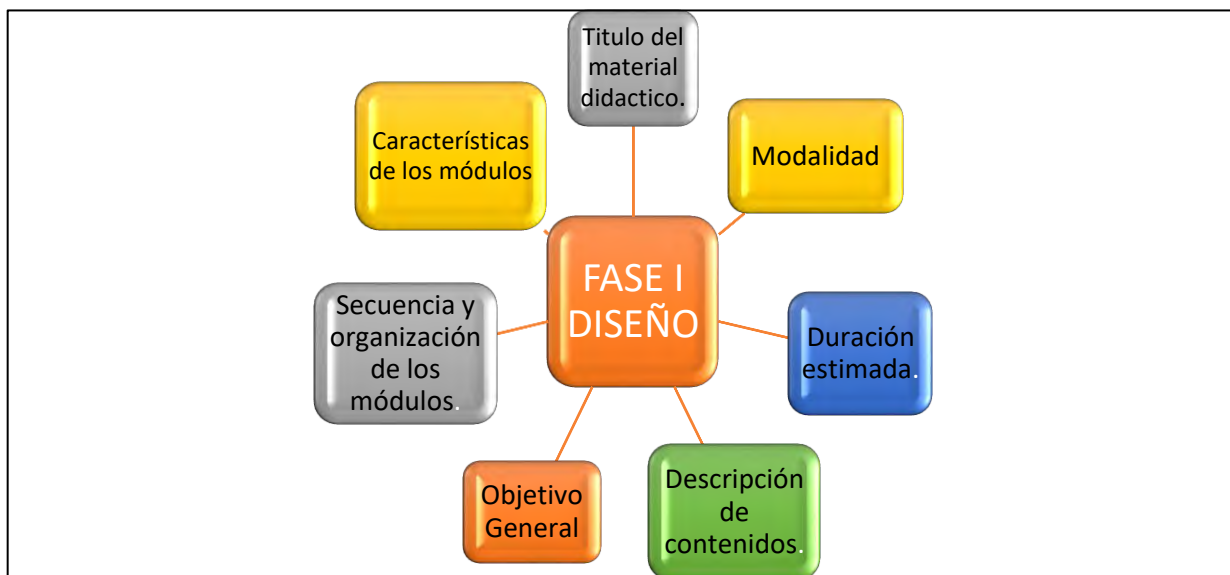 Titulo del
material
didactico.
Modalidad
Duración
estimada.
Descripción
de
contenidos.
Objetivo
General
Secuencia y
organización
de los
módulos.
Características
de los módulos
FASE I
DISEÑO